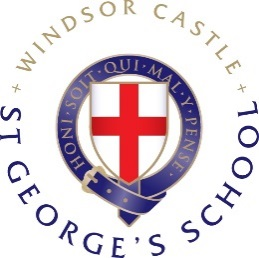 + WINDSOR CASTLE +
HONI·SOIT·QUI·MAL·Y·PENSE
ST GEORGE'S SCHOOL